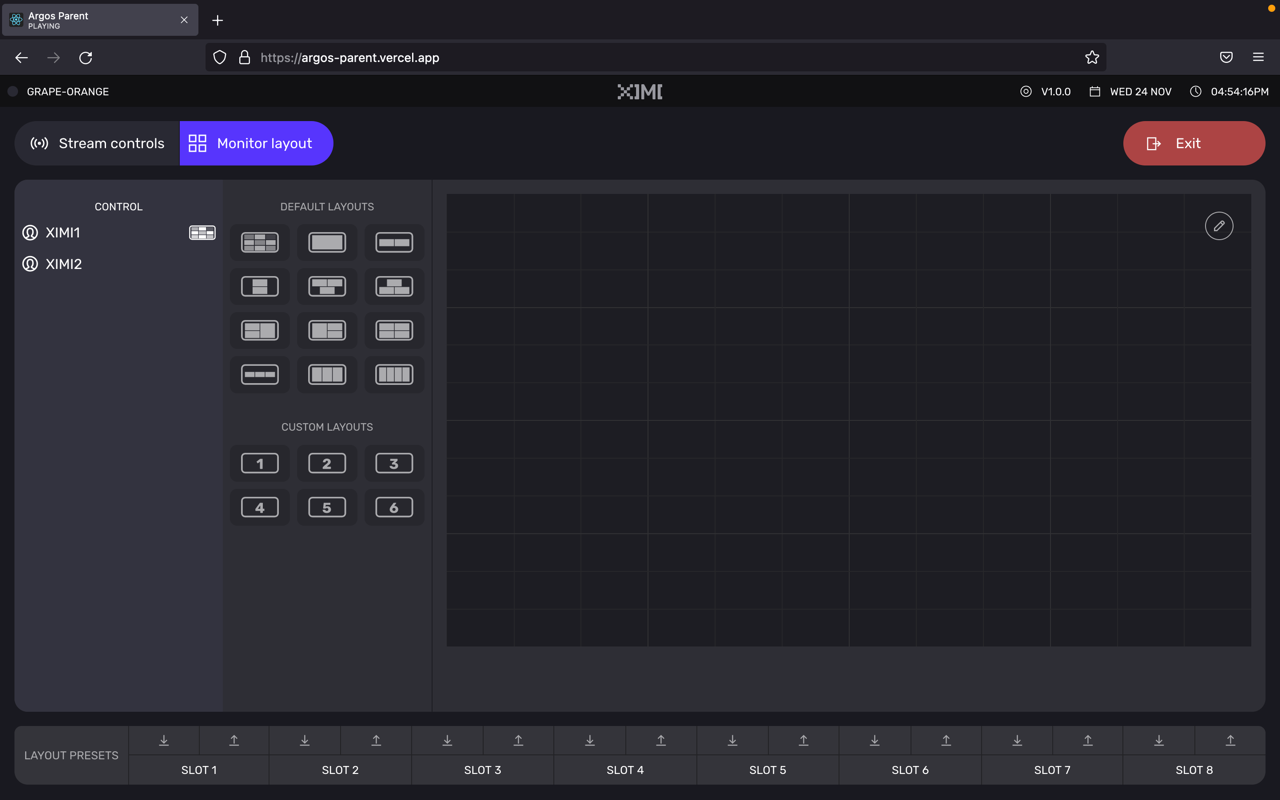 Argos Parent
PLAYING
https://argos-parent.vercel.app
GRAPE-ORANGE
XIMI
V1.0.0
WED 24 NOV
04:54:16PM
Stream controls
Monitor layout
Exit
CONTROL
XIMI1
XIMI2
DEFAULT LAYOUTS
CUSTOM LAYOUTS
1 2 3
4 5 6
LAYOUT PRESETS
SLOT 1
SLOT 2
SLOT 3
SLOT 4
SLOT 5
SLOT 6
SLOT 7
SLOT 8